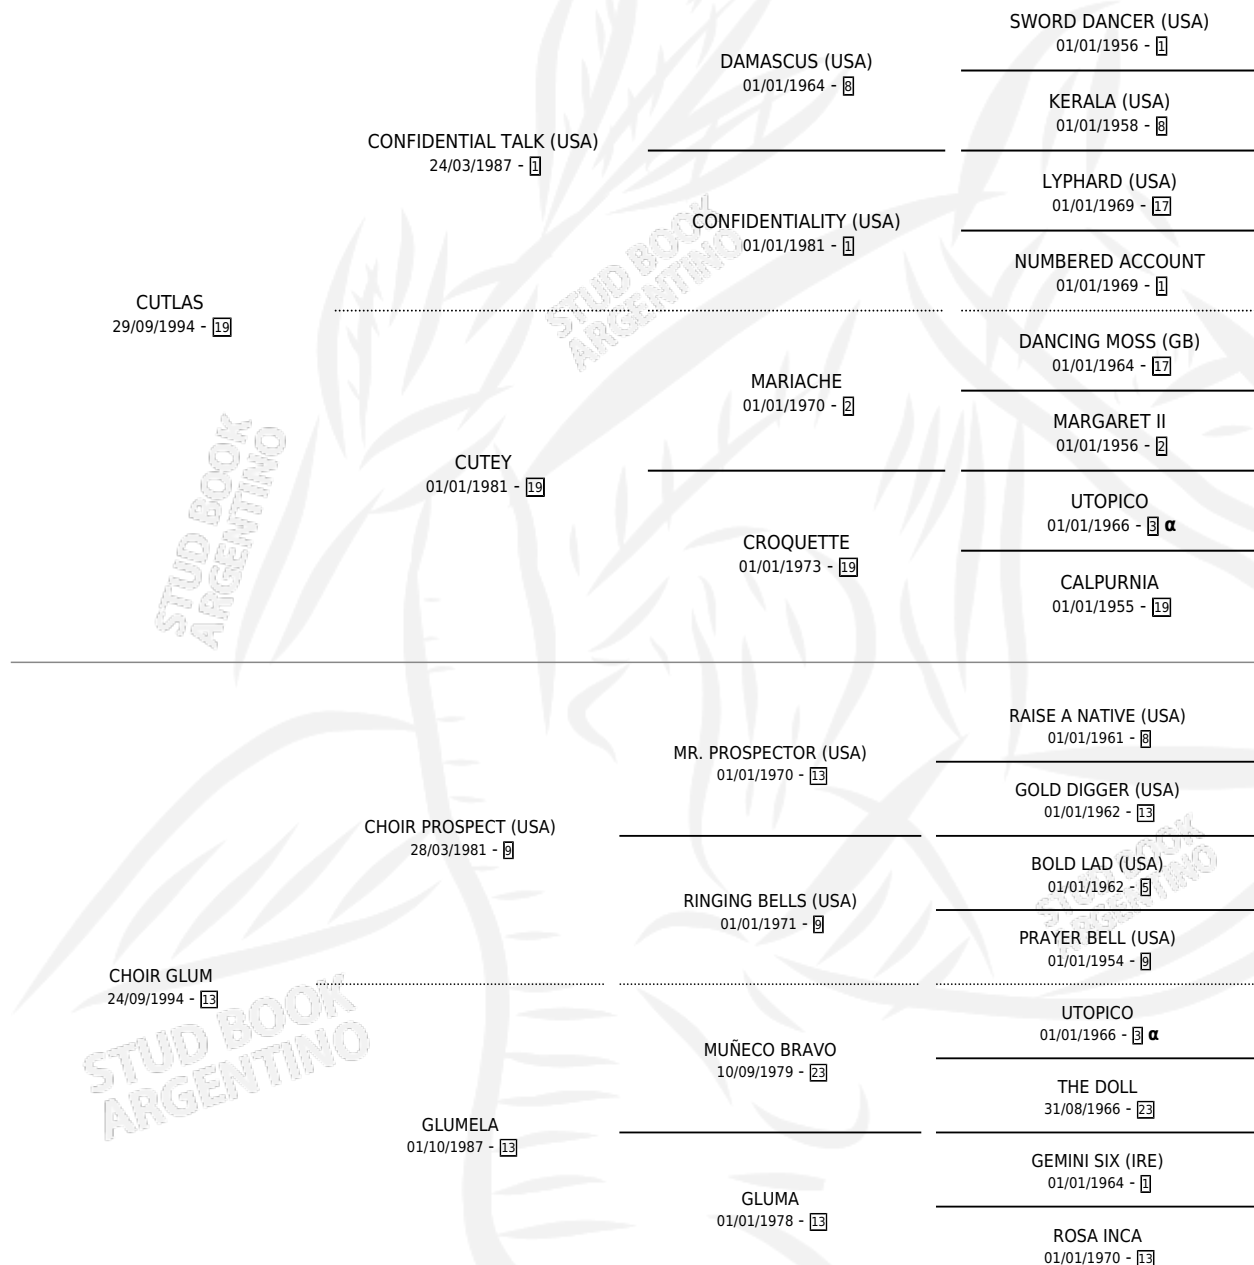 SWORD DANCER (USA)
01/01/1956 - 1
DAMASCUS (USA)
01/01/1964 - 8
KERALA (USA)
01/01/1958 - 8
CONFIDENTIAL TALK (USA)
24/03/1987 - 1
LYPHARD (USA)
01/01/1969 - 17
CONFIDENTIALITY (USA)
01/01/1981 - 1
NUMBERED ACCOUNT
01/01/1969 - 1
CUTLAS
29/09/1994 - 19
DANCING MOSS (GB)
01/01/1964 - 17
MARIACHE
01/01/1970 - 2
MARGARET II
01/01/1956 - 2
CUTEY
01/01/1981 - 19
UTOPICO
01/01/1966 - 3 α
CROQUETTE
01/01/1973 - 19
CALPURNIA
01/01/1955 - 19
RAISE A NATIVE (USA)
01/01/1961 - 8
MR. PROSPECTOR (USA)
01/01/1970 - 13
GOLD DIGGER (USA)
01/01/1962 - 13
CHOIR PROSPECT (USA)
28/03/1981 - 9
BOLD LAD (USA)
01/01/1962 - 5
RINGING BELLS (USA)
01/01/1971 - 9
PRAYER BELL (USA)
01/01/1954 - 9
CHOIR GLUM
24/09/1994 - 13
UTOPICO
01/01/1966 - 3 α
MUÑECO BRAVO
10/09/1979 - 23
THE DOLL
31/08/1966 - 23
GLUMELA
01/10/1987 - 13
GEMINI SIX (IRE)
01/01/1964 - 1
GLUMA
01/01/1978 - 13
ROSA INCA
01/01/1970 - 13
STUD BOOK
ARGENTINO
STUD BOOK
ARGENTINO
STUD BOOK
ARGENTINO
STUD BOOK
ARGENTINO